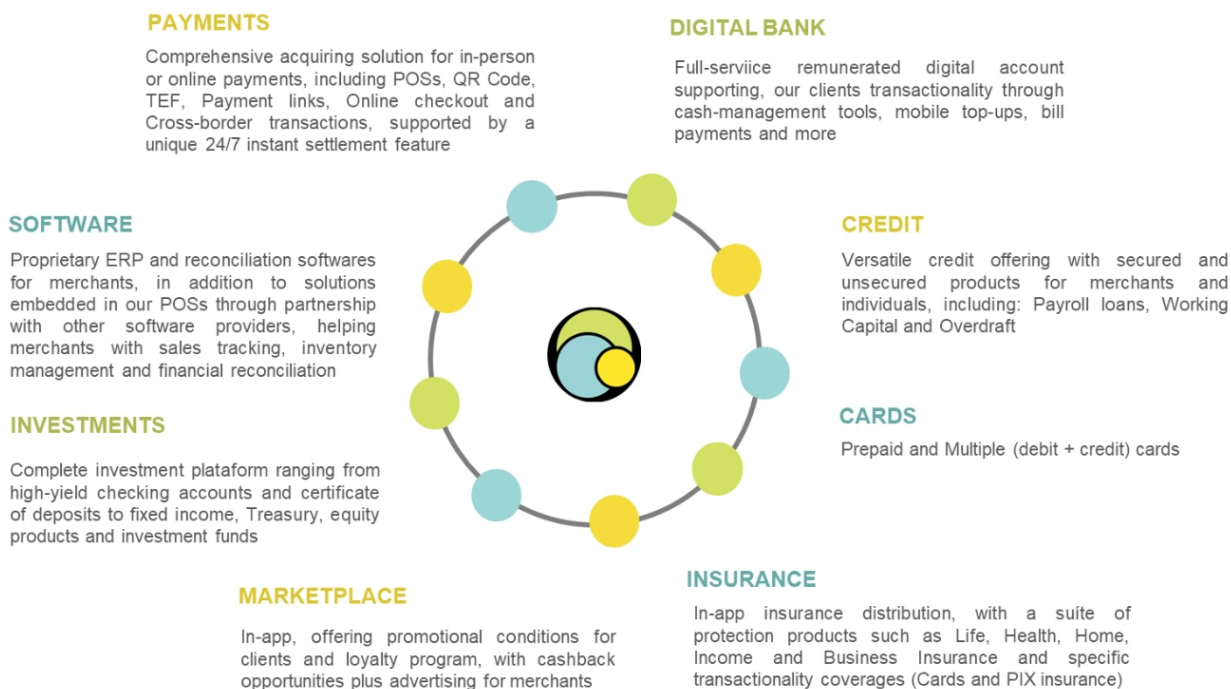 PAYMENTS
Comprehensive acquiring solution for in-person
or online payments, including POSs, QR Code,
TEF, Payment links, Online checkout and
Cross-border transactions, supported by a
unique 24/7 instant settlement feature
DIGITAL BANK
Full-serviice remunerated digital account
supporting, our clients transactionality through
cash-management tools, mobile top-ups, bill
payments and more
SOFTWARE
Proprietary ERP and reconciliation softwares
for merchants, in addition to solutions
embedded in our POSs through partnership
with other software providers, helping
merchants with sales tracking, inventory
management and financial reconciliation
CREDIT
Versatile credit offering with secured and
unsecured products for merchants and
individuals, including: Payroll loans, Working
Capital and Overdraft
INVESTMENTS
Complete investment plataform ranging from
high-yield checking accounts and certificate
of deposits to fixed income, Treasury, equity
products and investment funds
CARDS
Prepaid and Multiple (debit + credit) cards
MARKETPLACE
In-app, offering promotional conditions for
clients and loyalty program, with cashback
opportunities plus advertising for merchants
INSURANCE
In-app insurance distribution, with a suíte of
protection products such as Life, Health, Home,
Income and Business Insurance and specific
transactionality coverages (Cards and PIX insurance)